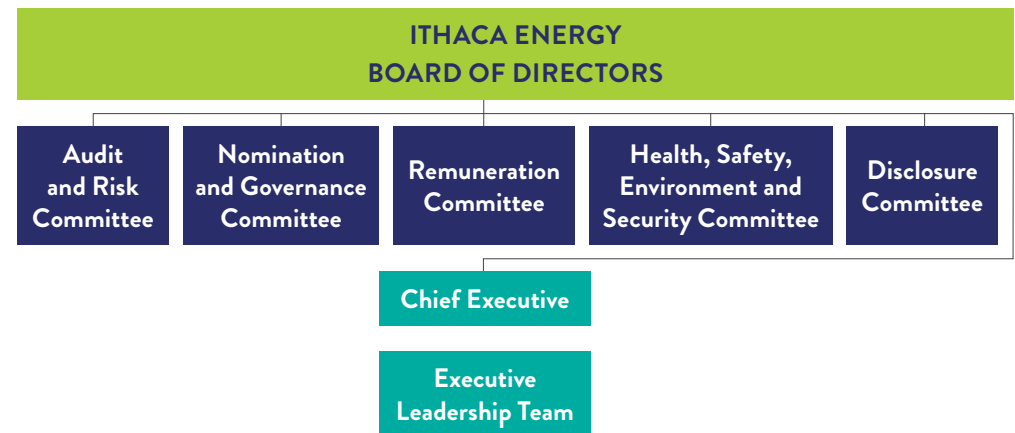 ITHACA ENERGY
BOARD OF DIRECTORS
Audit
and Risk
Committee
Nomination
and Governance
Committee
Remuneration
Committee
Health, Safety,
Environment and
Security Committee
Disclosure
Committee
Chief Executive
Executive
Leadership Team